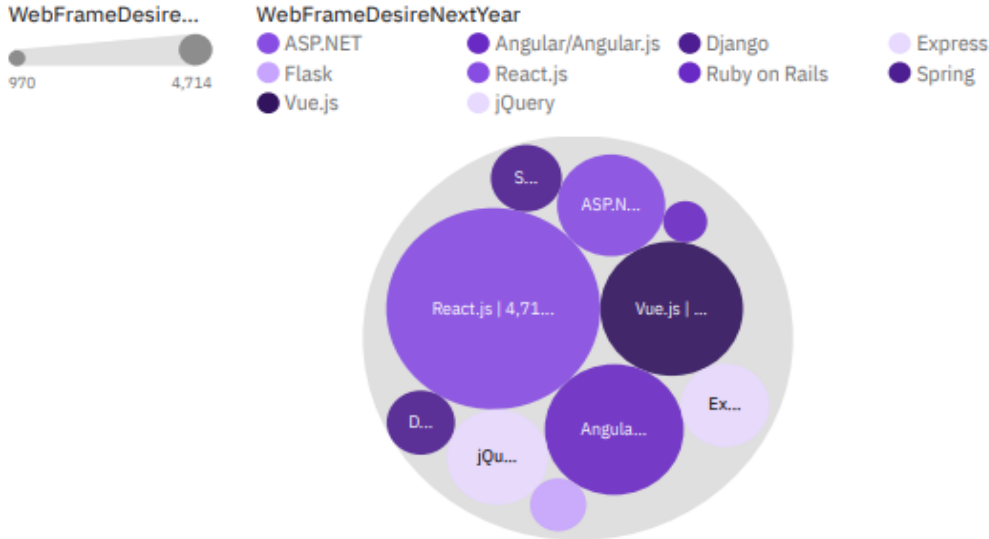 WebFrameDesire... WebFrameDesireNextYear
ASP.NET Angular/Angular.js Django Express
970 4,714 Flask React.js Ruby on Rails Spring
Vue.js jQuery
S...
ASP.N...
React.js | 4,71... Vue.js | ...
Ex...
D... Angula...
jQu...